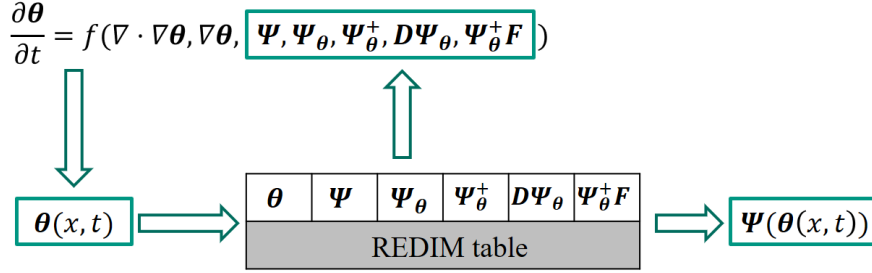 ∂θ/∂t = f(∇ · ∇θ, ∇θ, Ψ, Ψ_θ, Ψ_θ^+, DΨ_θ, Ψ_θ^+ F)
θ Ψ Ψ_θ Ψ_θ^+ DΨ_θ Ψ_θ^+ F
θ(x, t)
REDIM table
Ψ(θ(x, t))